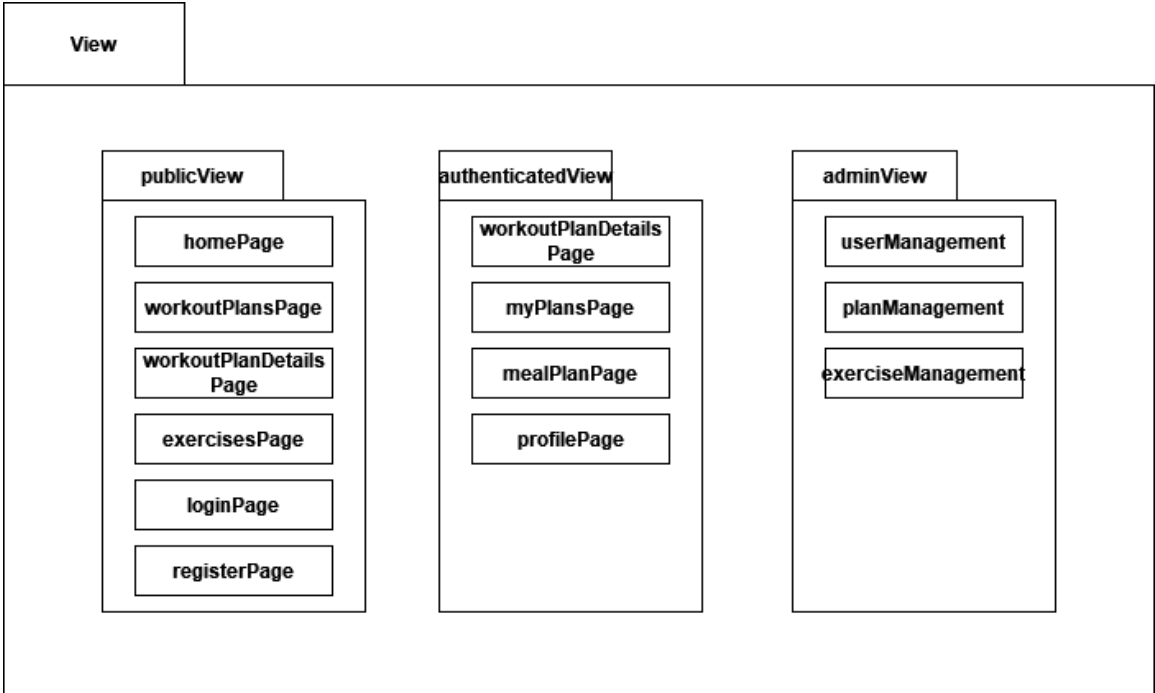 View
publicView
homePage
workoutPlansPage
workoutPlanDetails
Page
exercisesPage
loginPage
registerPage
authenticatedView
workoutPlanDetails
Page
myPlansPage
mealPlanPage
profilePage
adminView
userManagement
planManagement
exerciseManagement